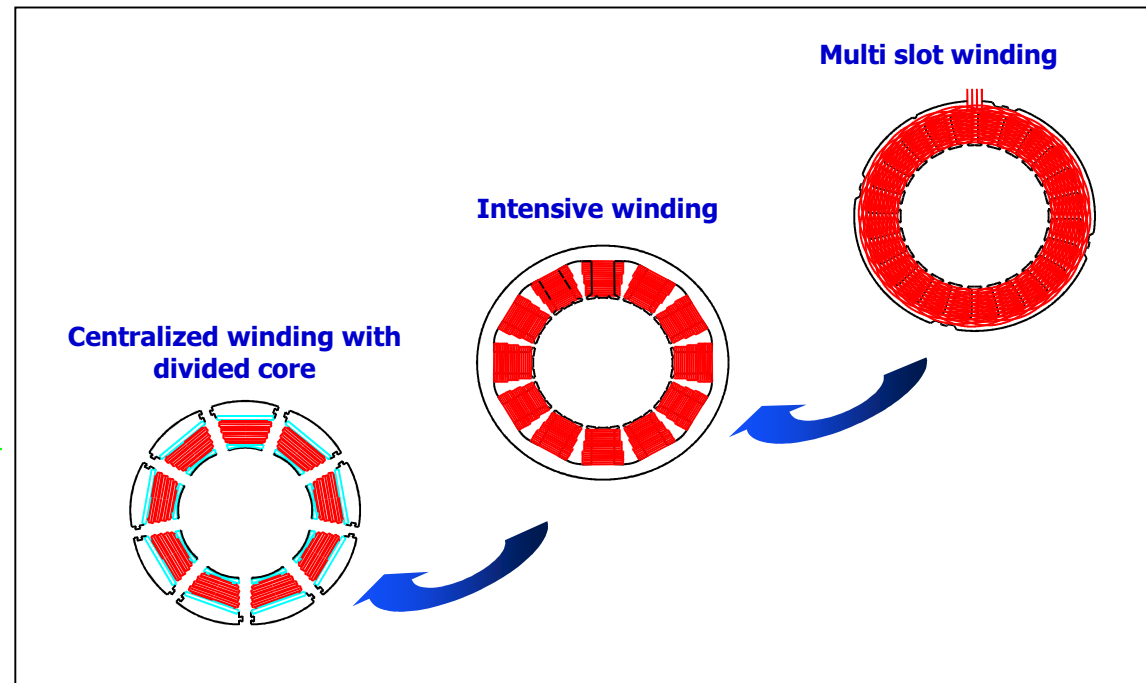 Multi slot winding
Intensive winding
Centralized winding with
divided core